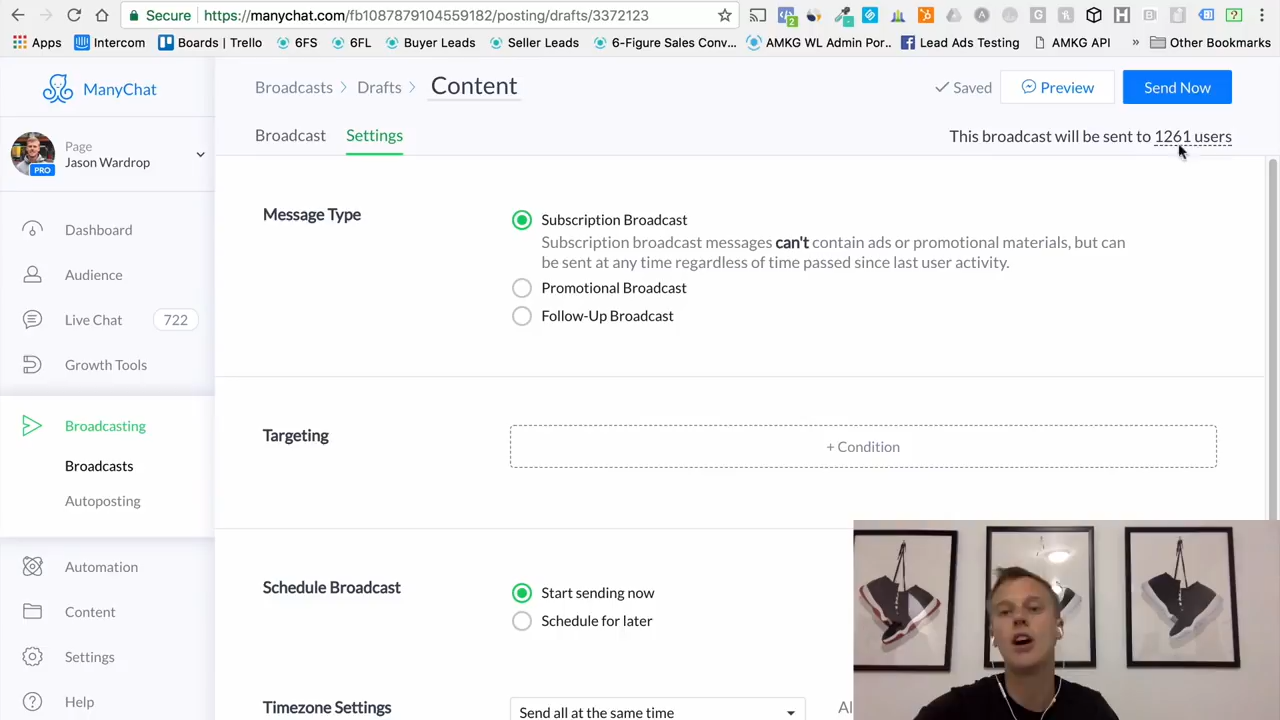 Secure https://manychat.com/fb1087879104559182/posting/drafts/3372123
Apps Intercom Boards | Trello 6FS 6FL Buyer Leads Seller Leads 6-Figure Sales Conv... AMKG WL Admin Por.. Lead Ads Testing AMKG API » Other Bookmarks
ManyChat
Page
Jason Wardrop
PRO
Dashboard
Audience
Live Chat 722
Growth Tools
Broadcasting
Broadcasts
Autoposting
Automation
Content
Settings
Help
Broadcasts > Drafts > Content
Saved Preview Send Now
Broadcast Settings
This broadcast will be sent to 1261 users
Message Type
Subscription Broadcast
Subscription broadcast messages can't contain ads or promotional materials, but can
be sent at any time regardless of time passed since last user activity.
Promotional Broadcast
Follow-Up Broadcast
Targeting
+ Condition
Schedule Broadcast
Start sending now
Schedule for later
Timezone Settings
Send all at the same time